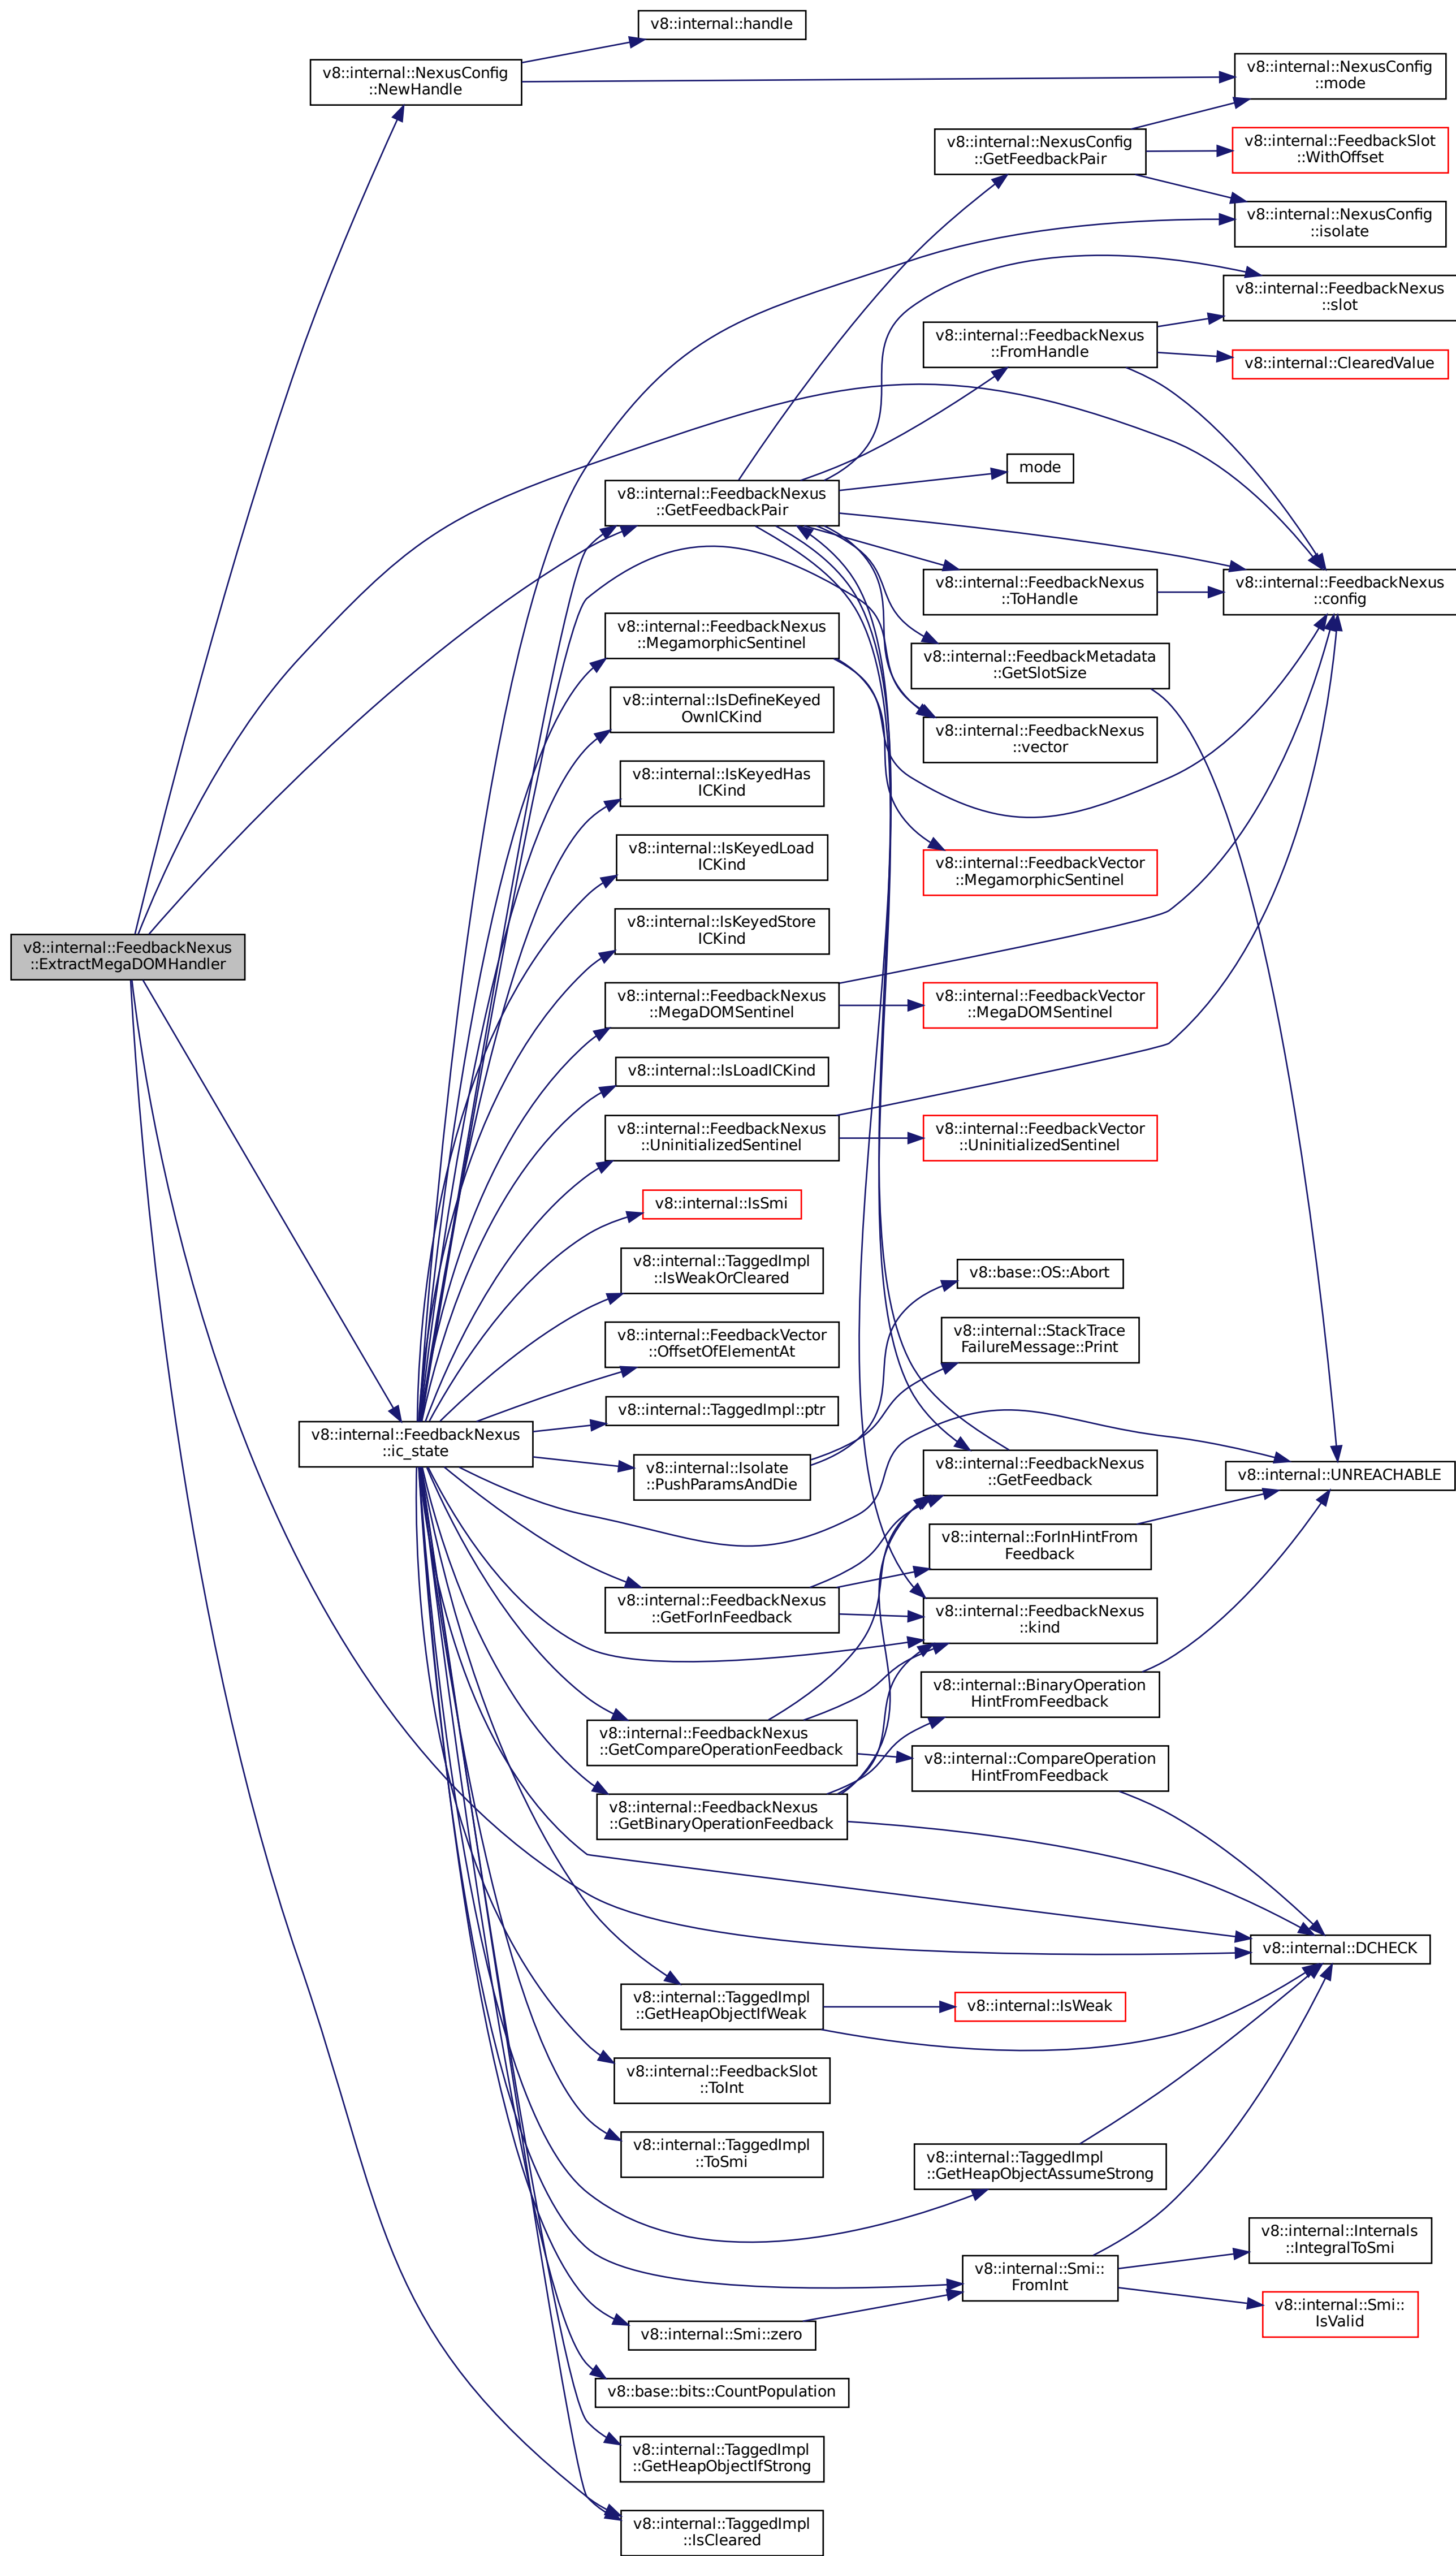 v8::internal::handle
v8::internal::NexusConfig
::NewHandle
v8::internal::NexusConfig
::mode
v8::internal::NexusConfig
::GetFeedbackPair
v8::internal::FeedbackSlot
::WithOffset
v8::internal::NexusConfig
::isolate
v8::internal::FeedbackNexus
::slot
v8::internal::FeedbackNexus
::FromHandle
v8::internal::ClearedValue
mode
v8::internal::FeedbackNexus
::GetFeedbackPair
v8::internal::FeedbackNexus
::ToHandle
v8::internal::FeedbackNexus
::config
v8::internal::FeedbackNexus
::MegamorphicSentinel
v8::internal::FeedbackMetadata
::GetSlotSize
v8::internal::IsDefineKeyed
OwnICKind
v8::internal::FeedbackNexus
::vector
v8::internal::IsKeyedHas
ICKind
v8::internal::IsKeyedLoad
ICKind
v8::internal::FeedbackVector
::MegamorphicSentinel
v8::internal::IsKeyedStore
ICKind
v8::internal::FeedbackNexus
::ExtractMegaDOMHandler
v8::internal::FeedbackNexus
::MegaDOMSentinel
v8::internal::FeedbackVector
::MegaDOMSentinel
v8::internal::IsLoadICKind
v8::internal::FeedbackNexus
::UninitializedSentinel
v8::internal::FeedbackVector
::UninitializedSentinel
v8::internal::IsSmi
v8::internal::TaggedImpl
::IsWeakOrCleared
v8::base::OS::Abort
v8::internal::FeedbackVector
::OffsetOfElementAt
v8::internal::StackTrace
FailureMessage::Print
v8::internal::TaggedImpl::ptr
v8::internal::FeedbackNexus
::ic_state
v8::internal::Isolate
::PushParamsAndDie
v8::internal::FeedbackNexus
::GetFeedback
v8::internal::UNREACHABLE
v8::internal::ForInHintFrom
Feedback
v8::internal::FeedbackNexus
::GetForInFeedback
v8::internal::FeedbackNexus
::kind
v8::internal::BinaryOperation
HintFromFeedback
v8::internal::FeedbackNexus
::GetCompareOperationFeedback
v8::internal::CompareOperation
HintFromFeedback
v8::internal::FeedbackNexus
::GetBinaryOperationFeedback
v8::internal::DCHECK
v8::internal::TaggedImpl
::GetHeapObjectIfWeak
v8::internal::IsWeak
v8::internal::FeedbackSlot
::ToInt
v8::internal::TaggedImpl
::ToSmi
v8::internal::TaggedImpl
::GetHeapObjectAssumeStrong
v8::internal::Internals
::IntegralToSmi
v8::internal::Smi::
FromInt
v8::internal::Smi::
IsValid
v8::internal::Smi::zero
v8::base::bits::CountPopulation
v8::internal::TaggedImpl
::GetHeapObjectIfStrong
v8::internal::TaggedImpl
::IsCleared